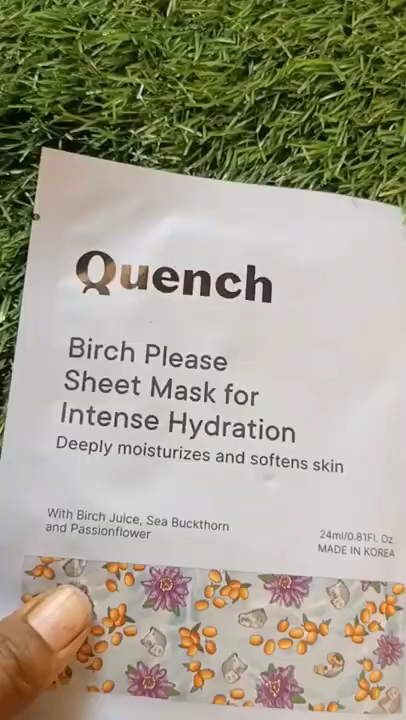 Quench
Birch Please
Sheet Mask for
Intense Hydration
Deeply moisturizes and softens skin
With Birch Juice, Sea Buckthorn
and Passionflower
24ml/0.81Fl. Oz.
MADE IN KOREA